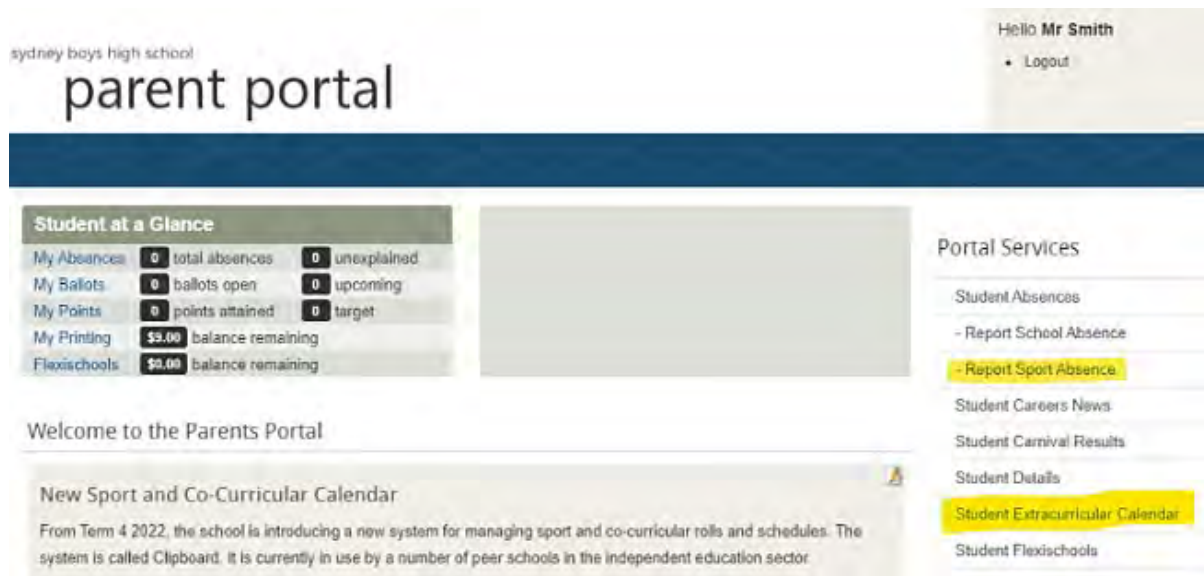 Hello Mr Smith
• Logout
sydney boys high school
parent portal
Student at a Glance
My Absences 0 total absences 0 unexplained
My Ballots 0 ballots open 0 upcoming
My Points 0 points attained 0 target
My Printing $9.00 balance remaining
Flexischools $0.00 balance remaining
Portal Services
Student Absences
- Report School Absence
- Report Sport Absence
Student Careers News
Student Carnival Results
Student Details
Student Extracurricular Calendar
Student Flexischools
Welcome to the Parents Portal
New Sport and Co-Curricular Calendar
From Term 4 2022, the school is introducing a new system for managing sport and co-curricular rolls and schedules. The
system is called Clipboard. It is currently in use by a number of peer schools in the independent education sector